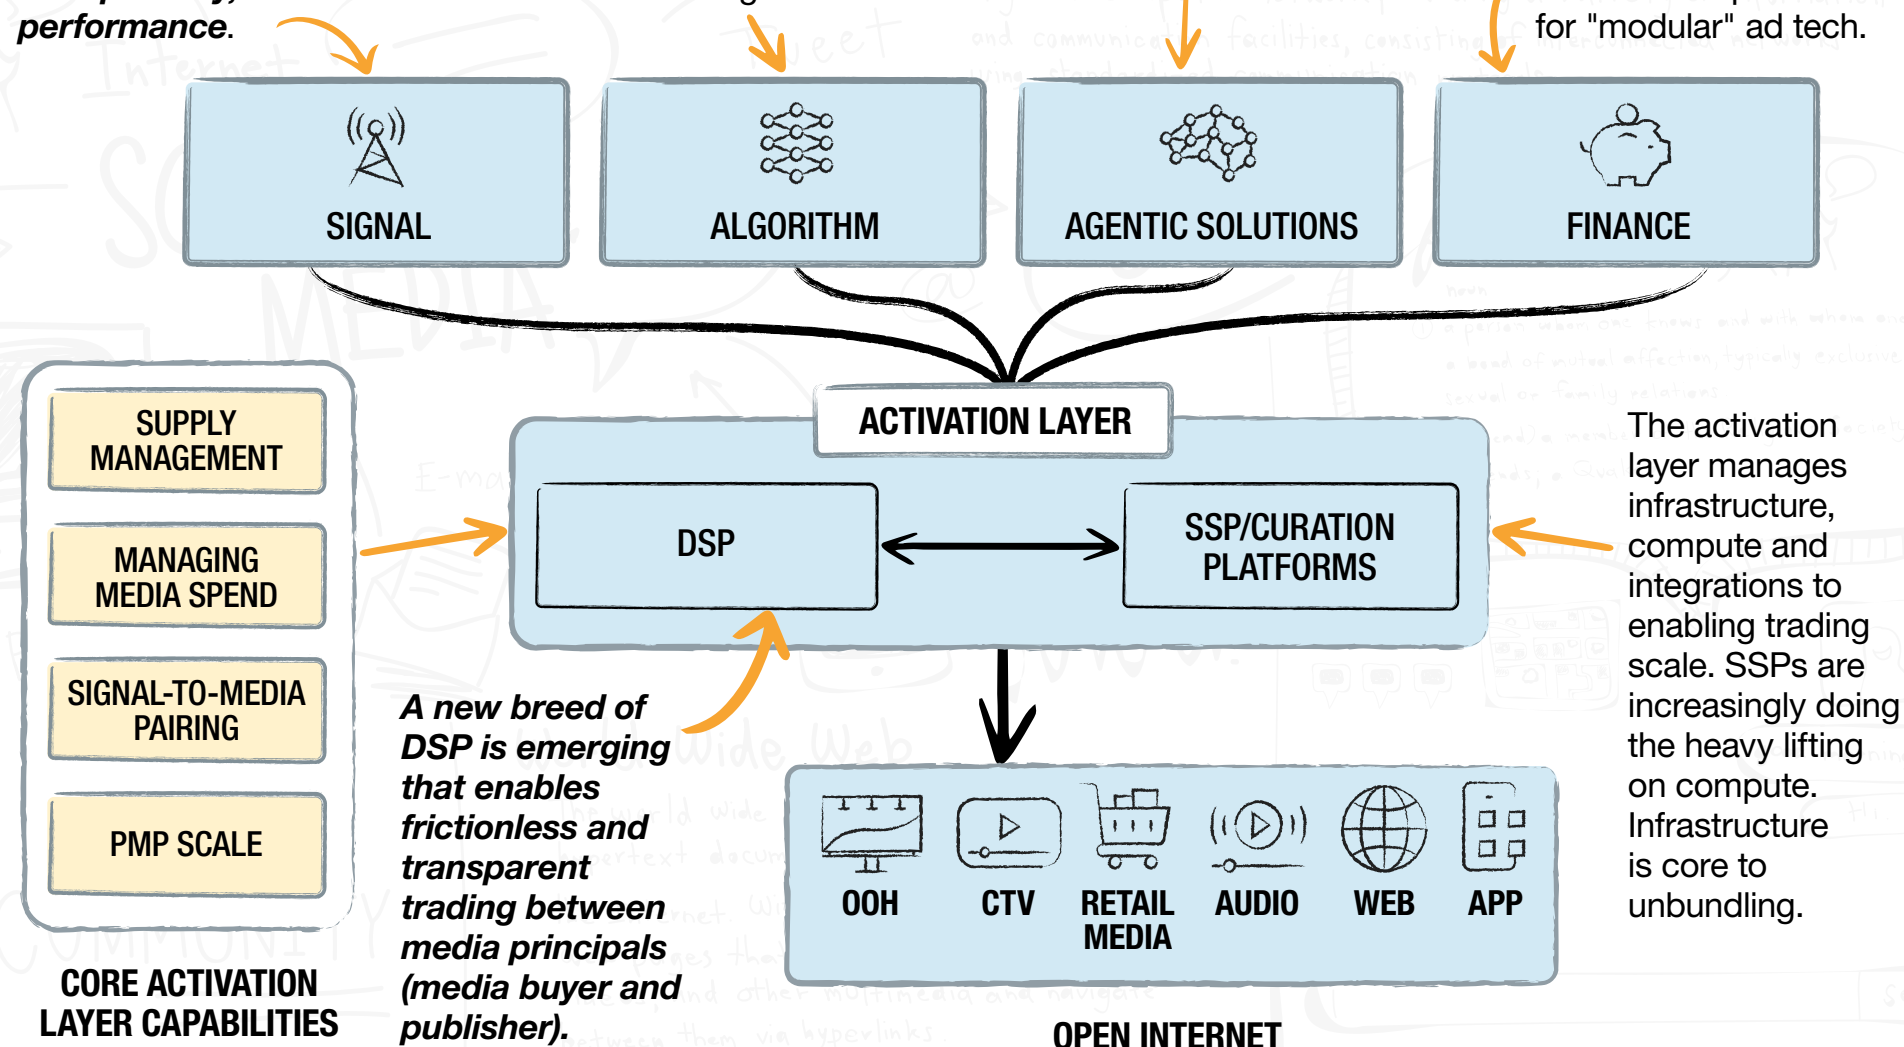 performance.
for "modular" ad tech.
SIGNAL
ALGORITHM
AGENTIC SOLUTIONS
FINANCE
ACTIVATION LAYER
DSP
SSP/CURATION
PLATFORMS
SUPPLY
MANAGEMENT
MANAGING
MEDIA SPEND
SIGNAL-TO-MEDIA
PAIRING
PMP SCALE
CORE ACTIVATION
LAYER CAPABILITIES
A new breed of
DSP is emerging
that enables
frictionless and
transparent
trading between
media principals
(media buyer and
publisher).
The activation
layer manages
infrastructure,
compute and
integrations to
enabling trading
scale. SSPs are
increasingly doing
the heavy lifting
on compute.
Infrastructure
is core to
unbundling.
OOH
CTV
RETAIL
MEDIA
AUDIO
WEB
APP
OPEN INTERNET